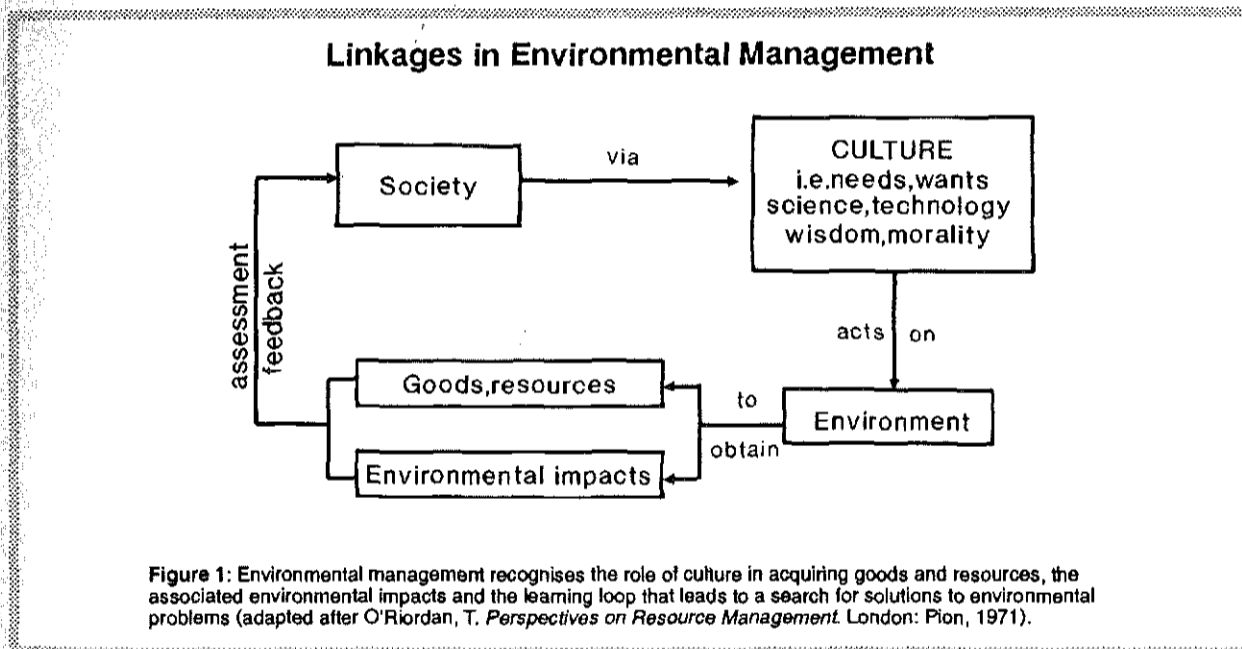 Linkages in Environmental Management
Society
via
CULTURE
i.e.needs,wants
science,technology
wisdom,morality
acts on
Environment
to
obtain
Goods,resources
Environmental impacts
assessment
feedback
Figure 1: Environmental management recognises the role of culture in acquiring goods and resources, the
associated environmental impacts and the learning loop that leads to a search for solutions to environmental
problems (adapted after O'Riordan, T. Perspectives on Resource Management. London: Pion, 1971).